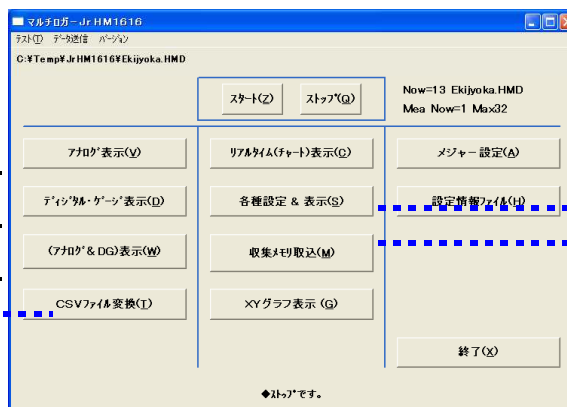 マルチロガーJr HM1616
テスト(T) データ送信 バージョン
C:¥Temp¥JrHM1616¥Ekijyoka.HMD
スタート(Z) ストップ(Q)
Now=13 Ekijyoka.HMD
Mea Now=1 Max32
アナログ表示(V) リアルタイム(チャート)表示(C) メジャー設定(A)
ディジタル・ゲージ表示(D) 各種設定 & 表示(S) 設定情報ファイル(H)
(アナログ& DG)表示(W) 収集メモリ取込(M)
CSVファイル変換(T) XYグラフ表示 (G)
終了(X)
◆ストップです。